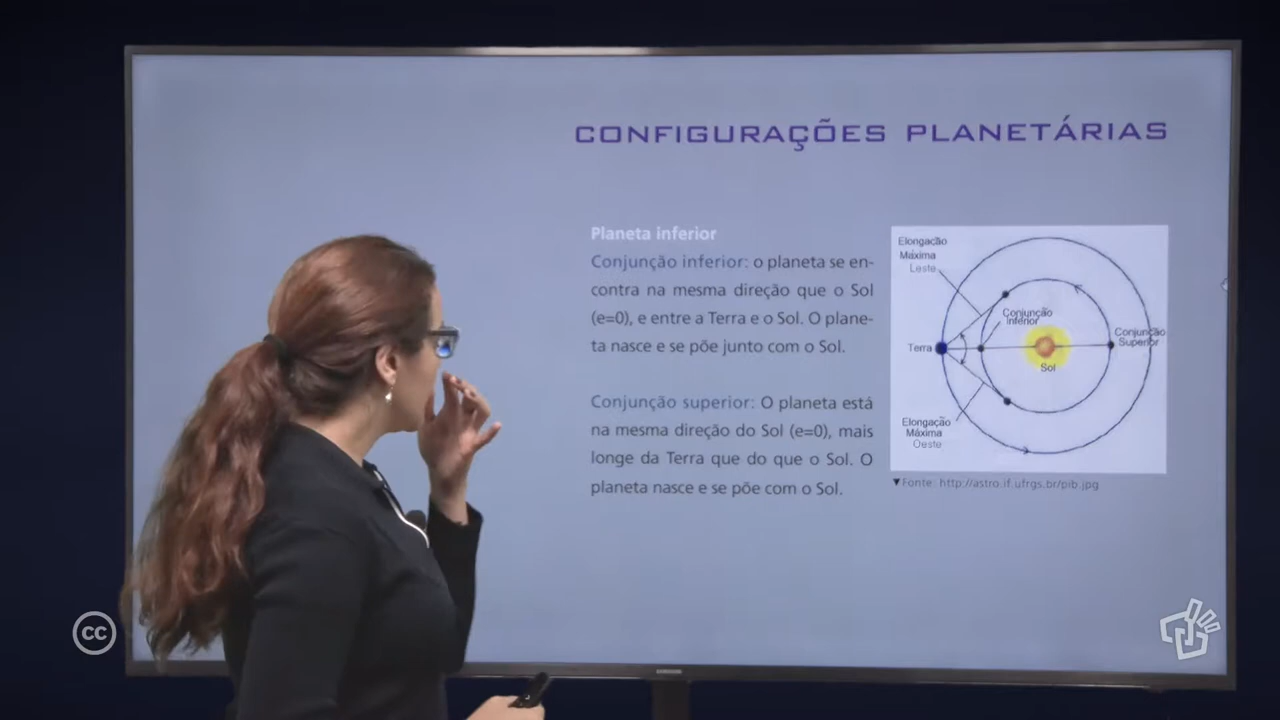 CONFIGURAÇÕES PLANETÁRIAS
Planeta inferior
Conjunção inferior: o planeta se en-
contra na mesma direção que o Sol
(e=0), e entre a Terra e o Sol. O plane-
ta nasce e se põe junto com o Sol.
Conjunção superior: O planeta está
na mesma direção do Sol (e=0), mais
longe da Terra que do que o Sol. O
planeta nasce e se põe com o Sol.
Elongação
Máxima
Leste
Conjunção
Inferior
Conjunção
Superior
Terra
Sol
Elongação
Máxima
Oeste
▼Fonte: http://astro.if.ufrgs.br/pib.jpg
SAMSUNG
cc